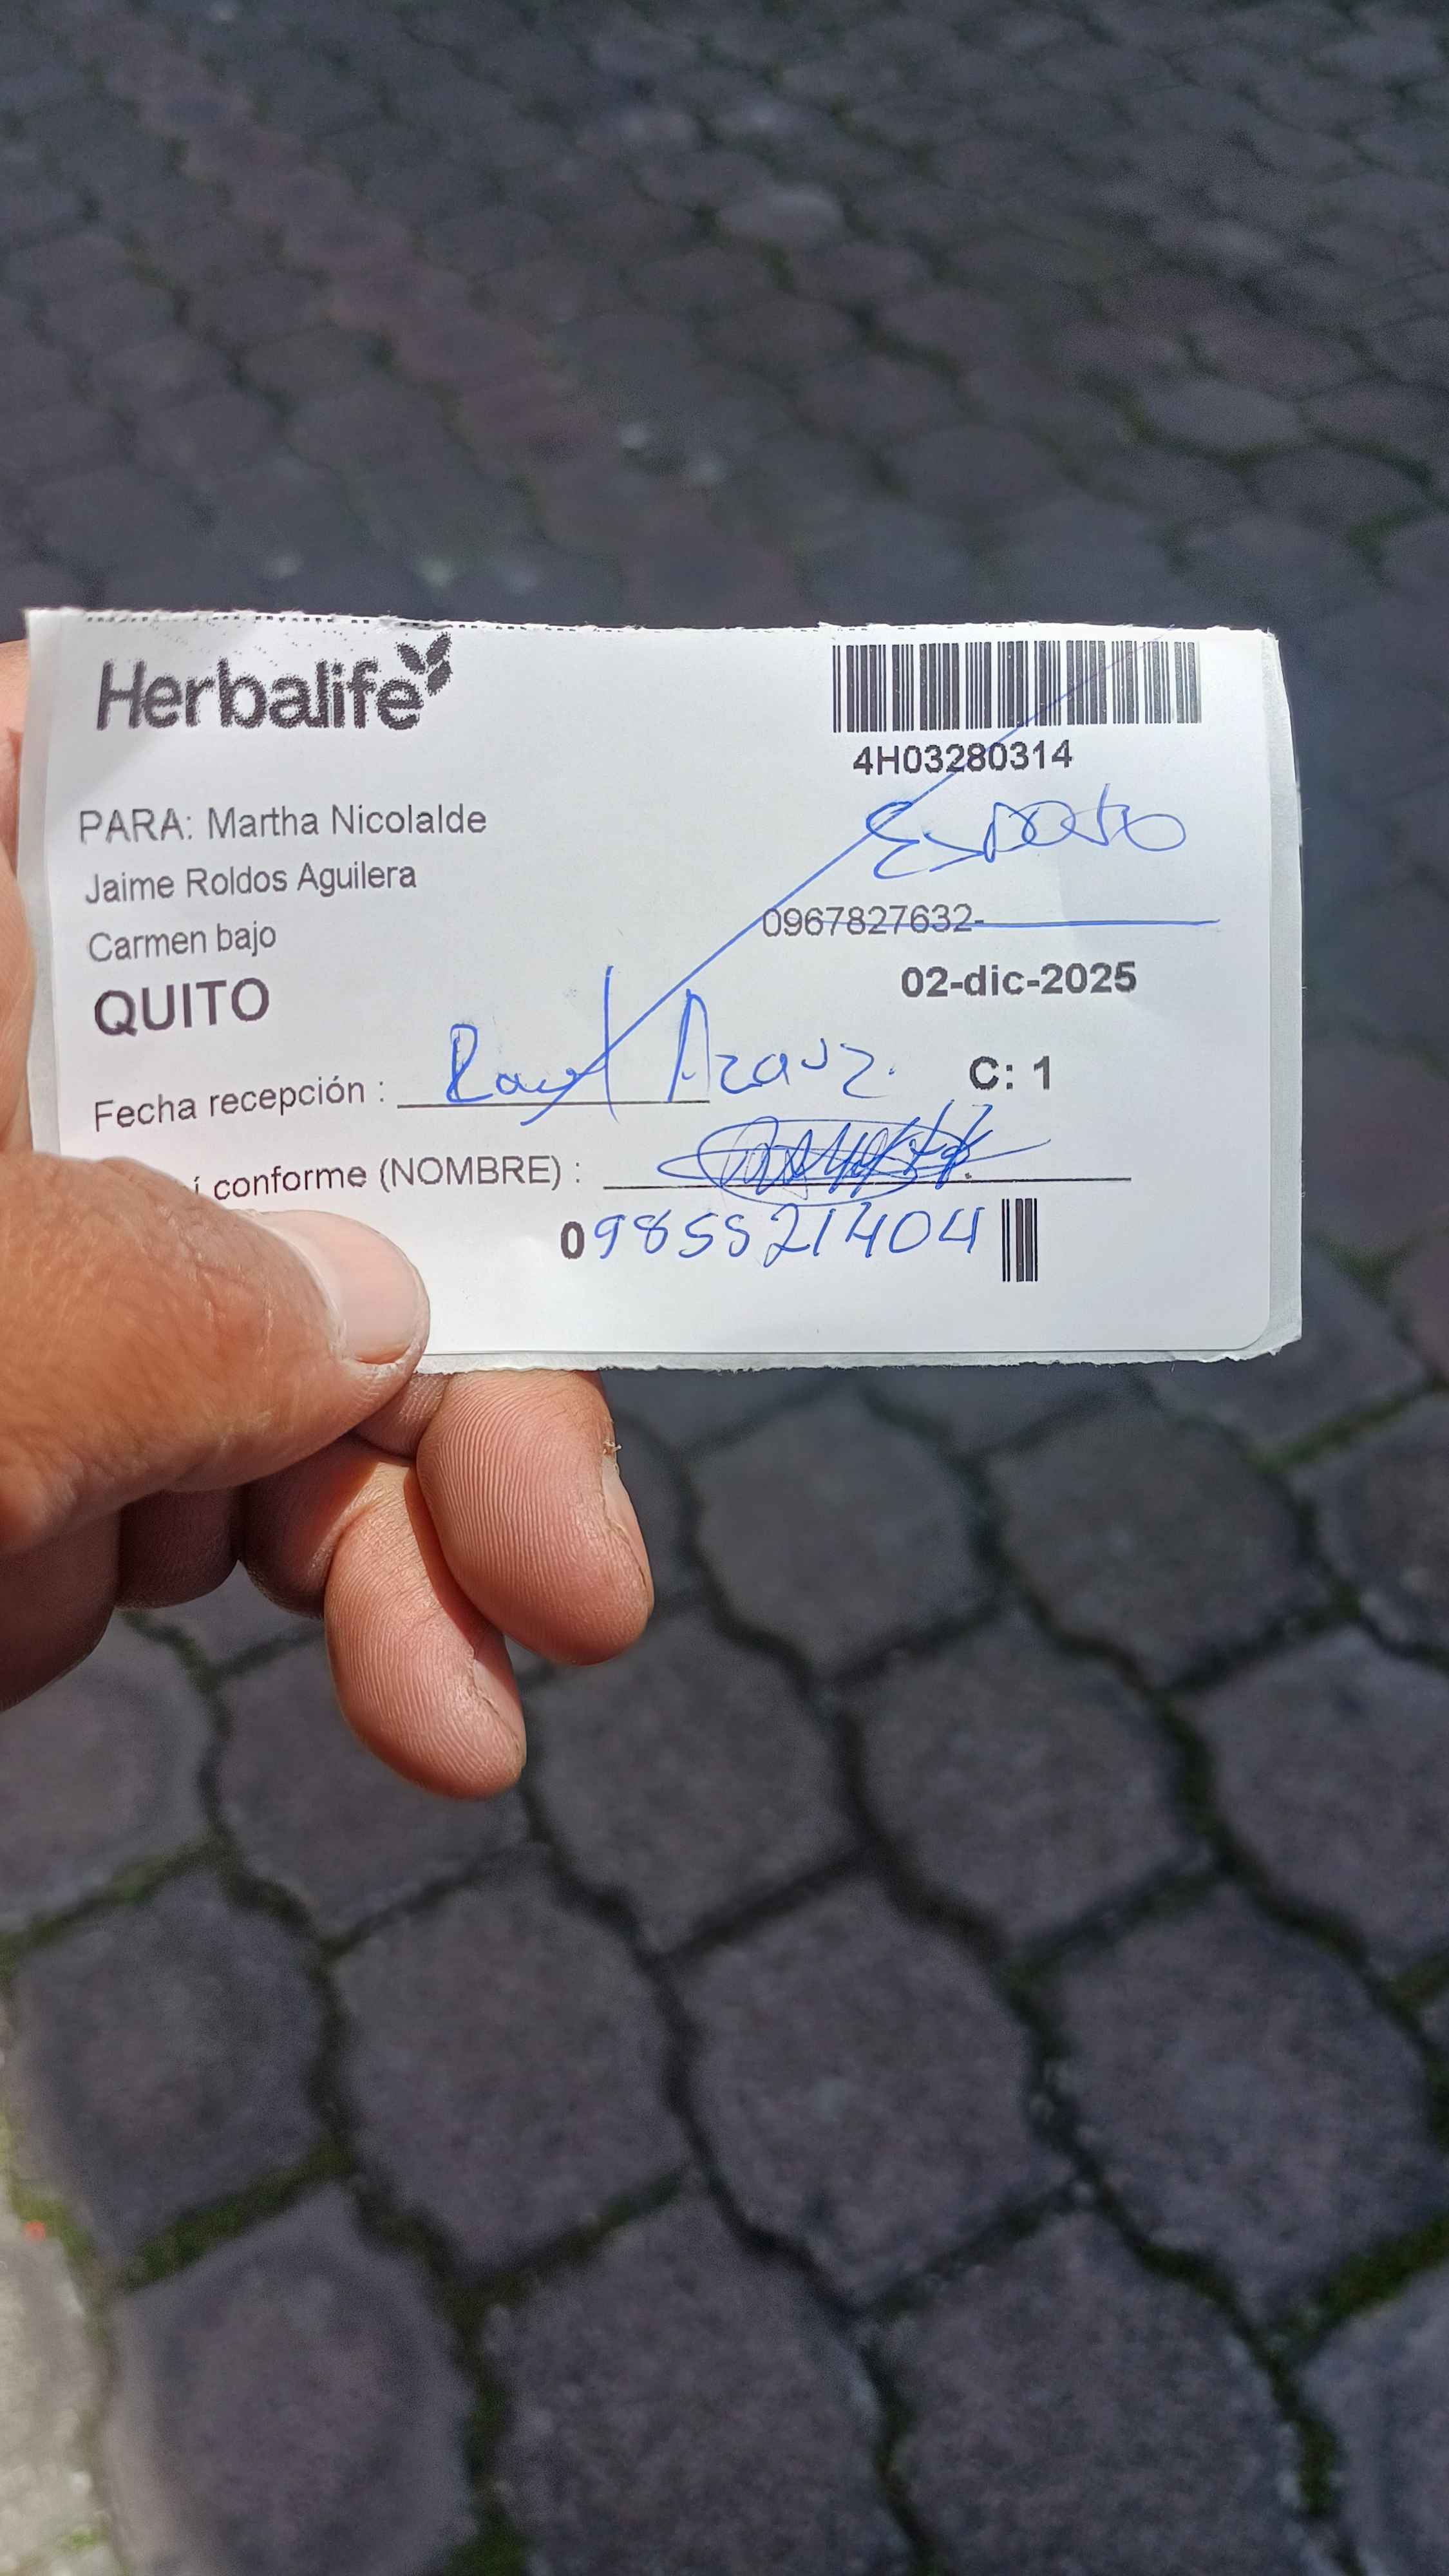 Herbalife
4H03280314
PARA: Martha Nicolalde
Esposo
Jaime Roldos Aguilera
0967827632-
Carmen bajo
02-dic-2025
QUITO
Arauz.
C: 1
Fecha recepción :
í conforme (NOMBRE) :
0985521404